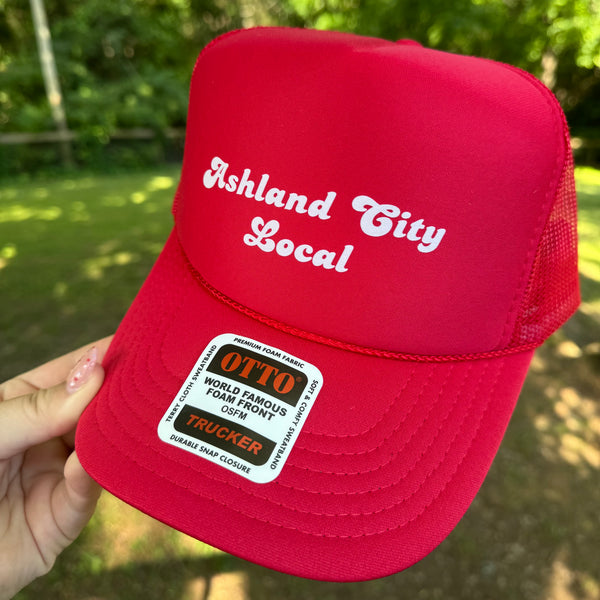 Ashland City
Local
PREMIUM FOAM FABRIC
TERRY CLOTH SWEATBAND
SOFT & COMFY SWEATBAND
OTTO®
WORLD FAMOUS
FOAM FRONT
OSFM
TRUCKER
DURABLE SNAP CLOSURE